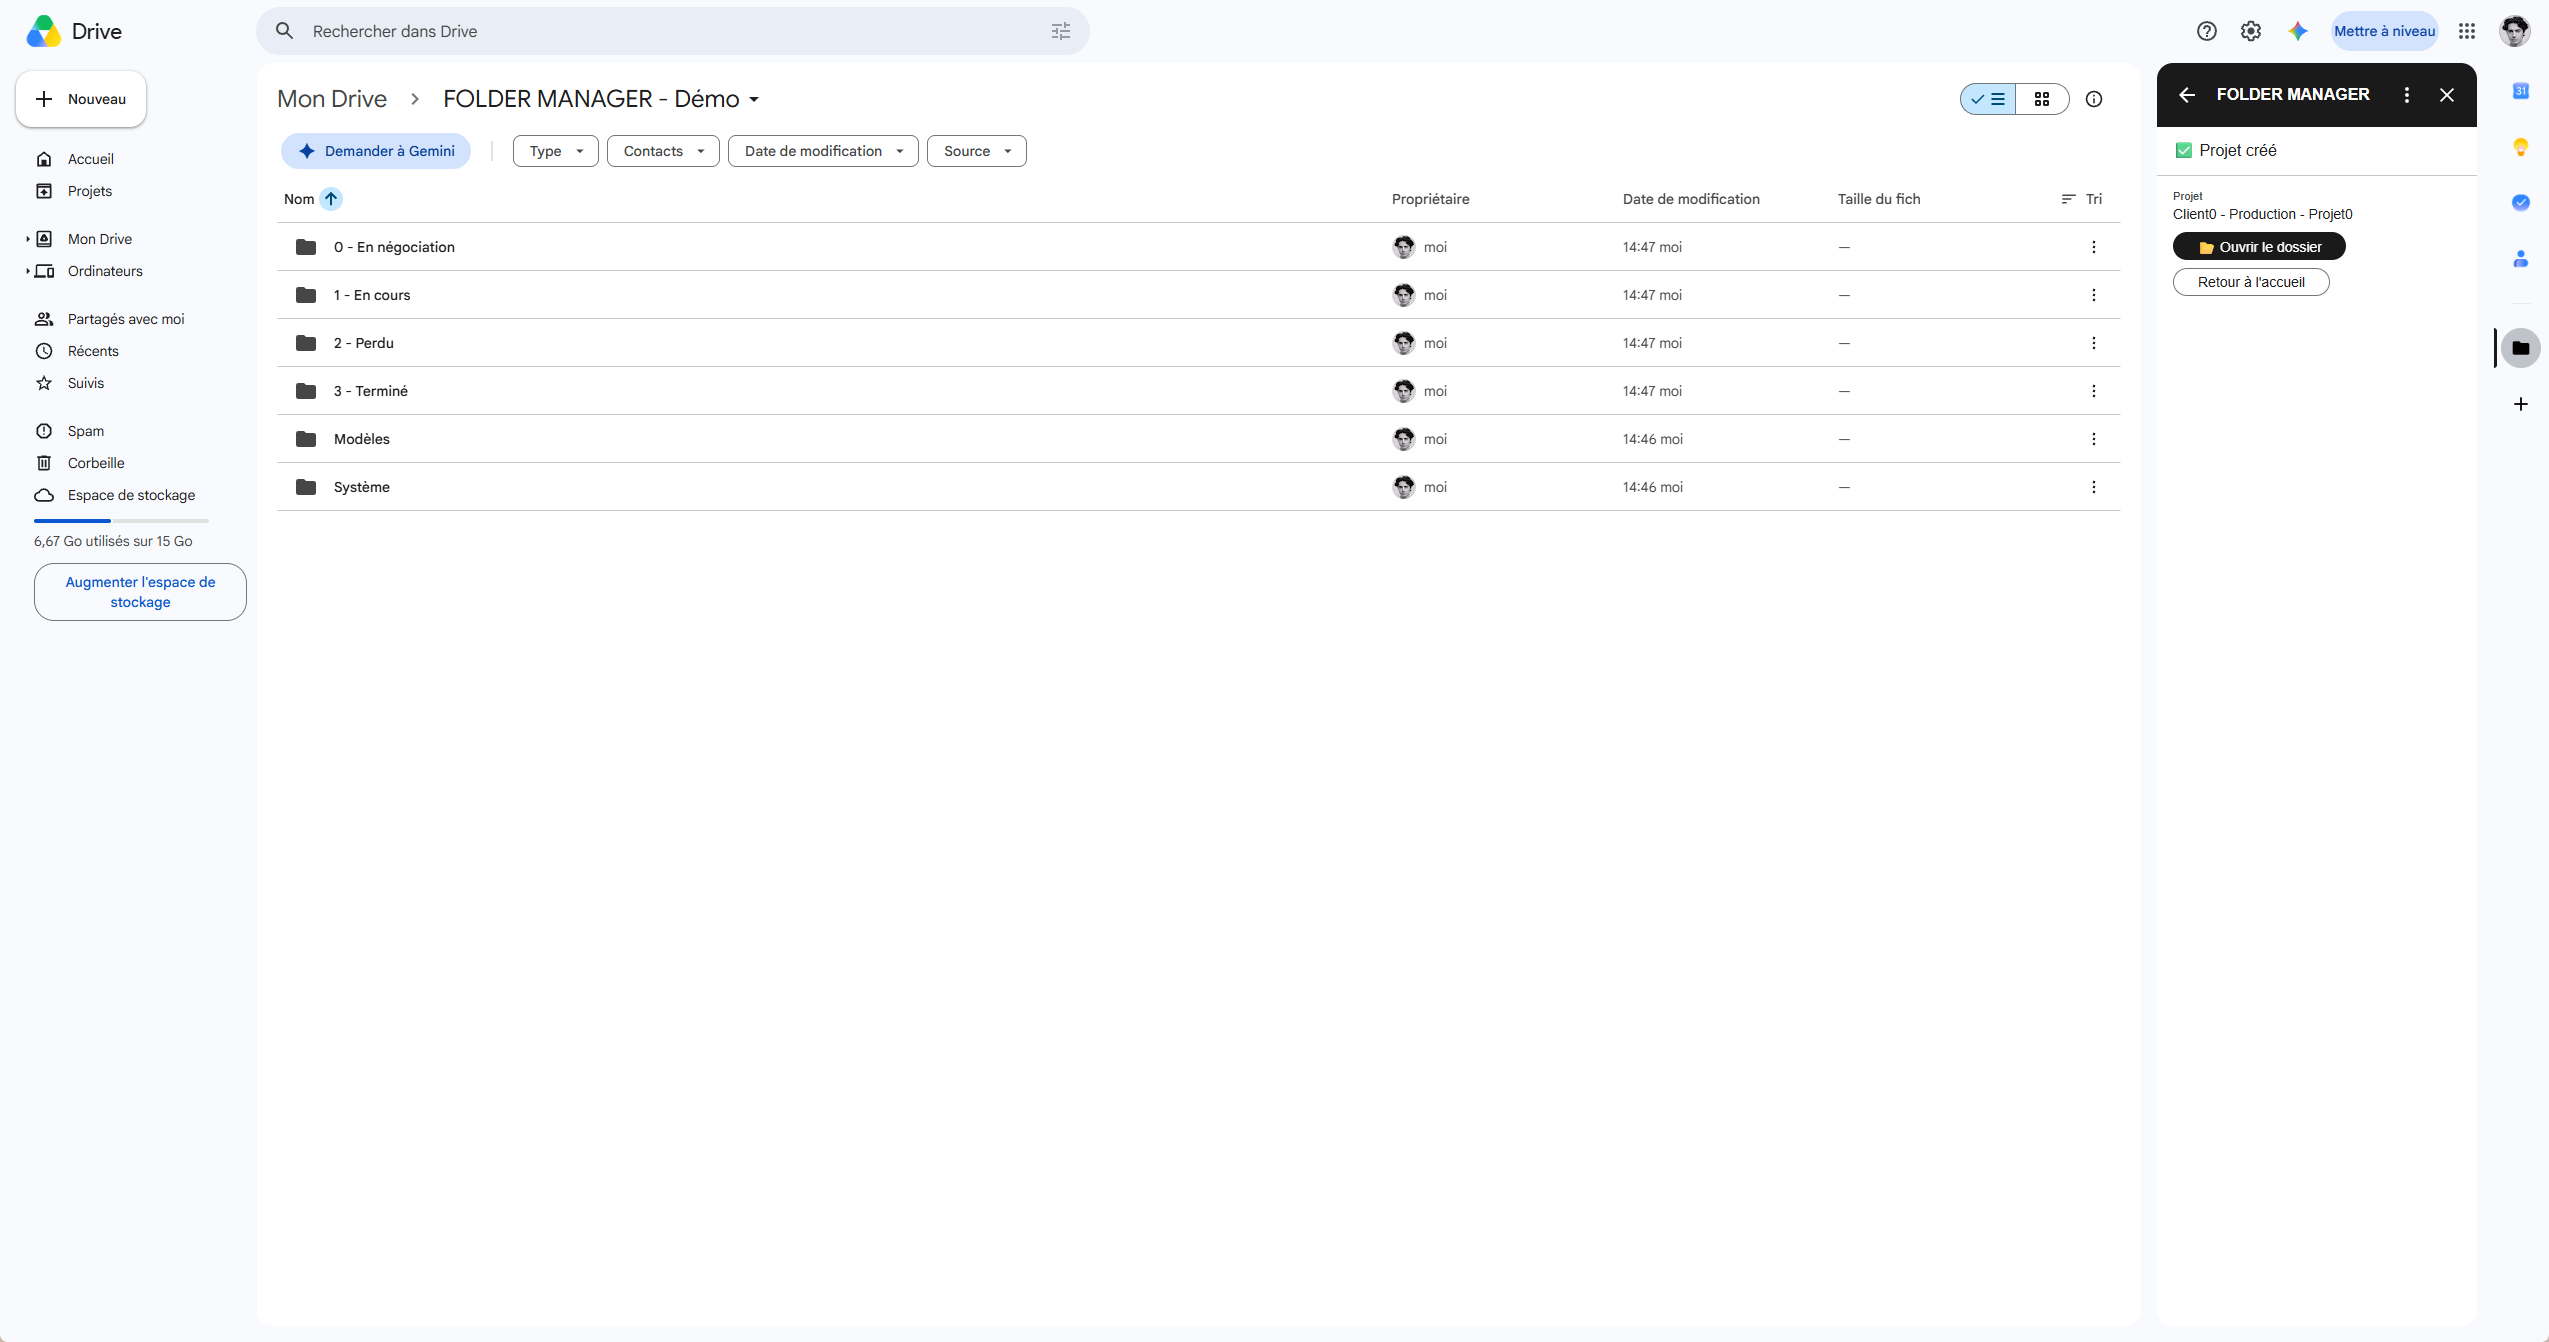 Drive
Rechercher dans Drive
Mettre à niveau
Nouveau
Accueil
Projets
Mon Drive
Ordinateurs
Partagés avec moi
Récents
Suivis
Spam
Corbeille
Espace de stockage
6,67 Go utilisés sur 15 Go
Augmenter l'espace de
stockage
Mon Drive
FOLDER MANAGER - Démo
Demander à Gemini
Type
Contacts
Date de modification
Source
Nom
Propriétaire
Date de modification
Taille du fich
Tri
0 - En négociation
moi
14:47 moi
—
1 - En cours
moi
14:47 moi
—
2 - Perdu
moi
14:47 moi
—
3 - Terminé
moi
14:47 moi
—
Modèles
moi
14:46 moi
—
Système
moi
14:46 moi
—
FOLDER MANAGER
Projet créé
Projet
Client0 - Production - Projet0
Ouvrir le dossier
Retour à l'accueil
31